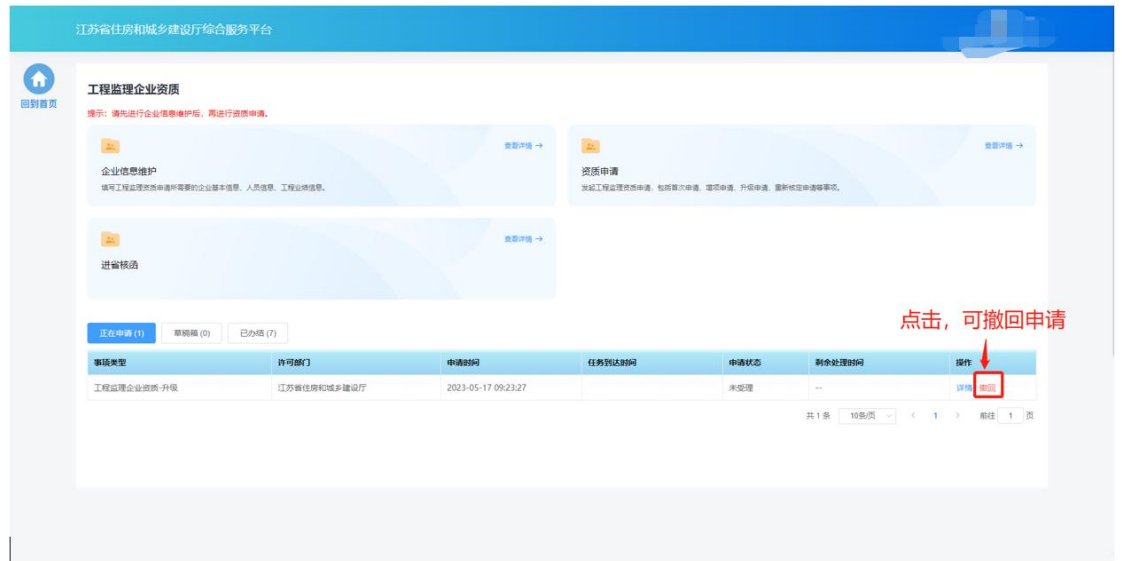 江苏省住房和城乡建设厅综合服务平台
回到首页
工程监理企业资质
提示：请先进行企业信息维护后，再进行资质申请。
查看详情 →
企业信息维护
填写工程监理资质申请所需要的企业基本信息、人员信息、工程业绩信息。
查看详情 →
资质申请
发起工程监理资质申请，包括首次申请、增项申请、升级申请、重新核定申请等事项。
查看详情 →
进省核函
点击，可撤回申请
正在申请 (1) 草稿箱 (0) 已办结 (7)
事项类型 许可部门 申请时间 任务到达时间 申请状态 剩余处理时间 操作
工程监理企业资质-升级 江苏省住房和城乡建设厅 2023-05-17 09:23:27 未受理 -- 详情 撤回
共 1 条 10条/页 < 1 > 前往 1 页